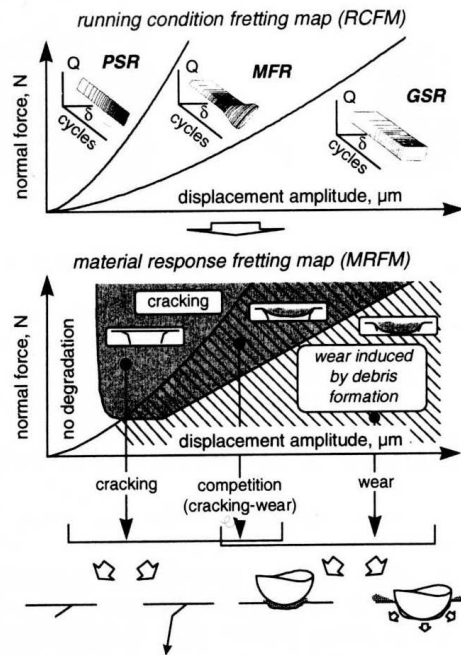 running condition fretting map (RCFM)
normal force, N
PSR
Q
δ
cycles
MFR
Q
δ
cycles
GSR
Q
δ
cycles
displacement amplitude, µm
material response fretting map (MRFM)
normal force, N
no degradation
cracking
wear induced
by debris
formation
displacement amplitude, µm
cracking
competition
(cracking-wear)
wear